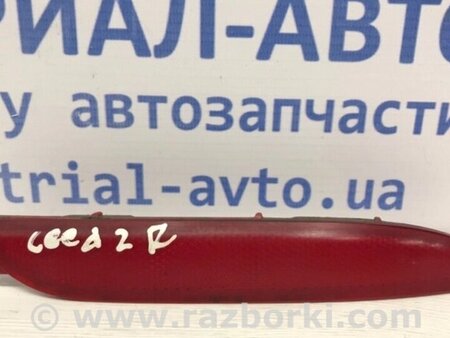 РИАЛ-АВТО
у автозапчасти
trial-avto.ua
ceed 2 R
© www.razborki.com